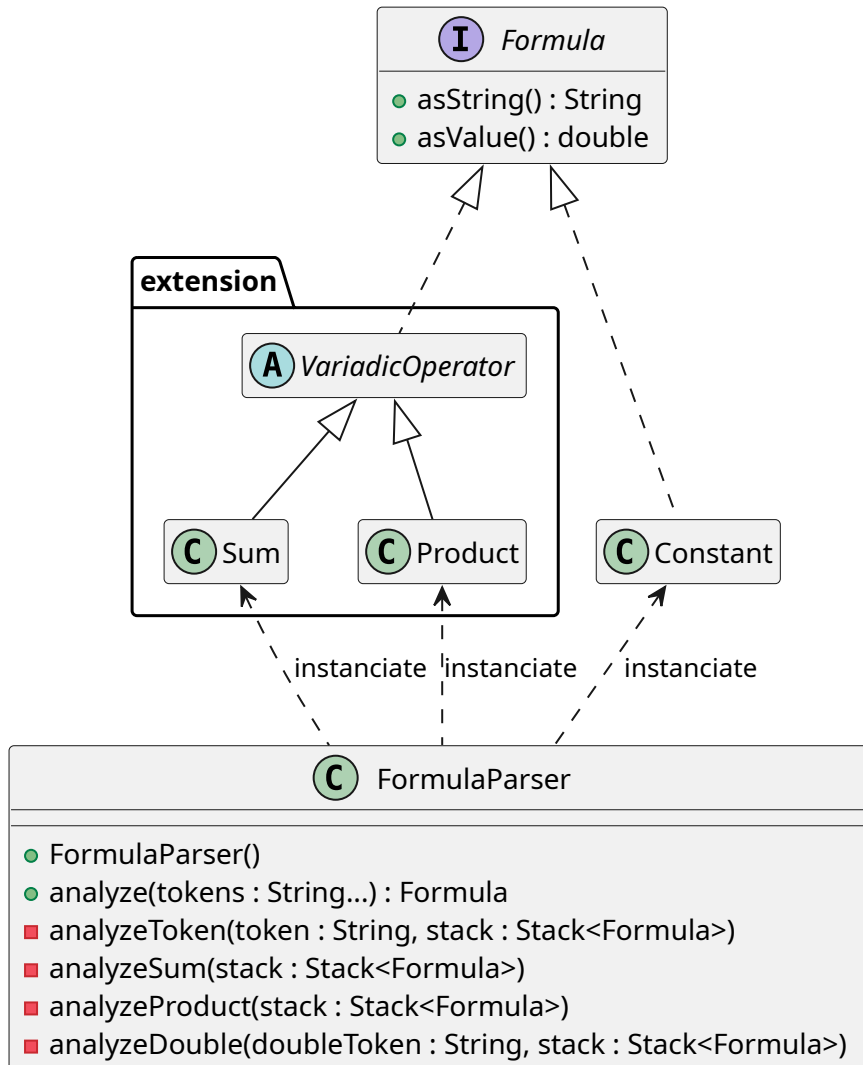 I Formula
asString() : String
asValue() : double
extension
A VariadicOperator
C Sum
C Product
C Constant
instanciate
instanciate
instanciate
C FormulaParser
FormulaParser()
analyze(tokens : String...) : Formula
analyzeToken(token : String, stack : Stack<Formula>)
analyzeSum(stack : Stack<Formula>)
analyzeProduct(stack : Stack<Formula>)
analyzeDouble(doubleToken : String, stack : Stack<Formula>)